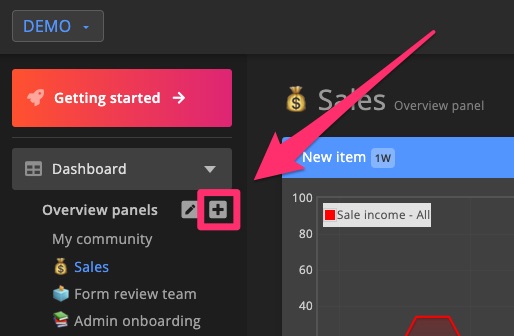 DEMO
Getting started
Dashboard
Overview panels
My community
Sales
Form review team
Admin onboarding
Sales Overview panel
New item 1W
100
Sale income - All
80
60
40